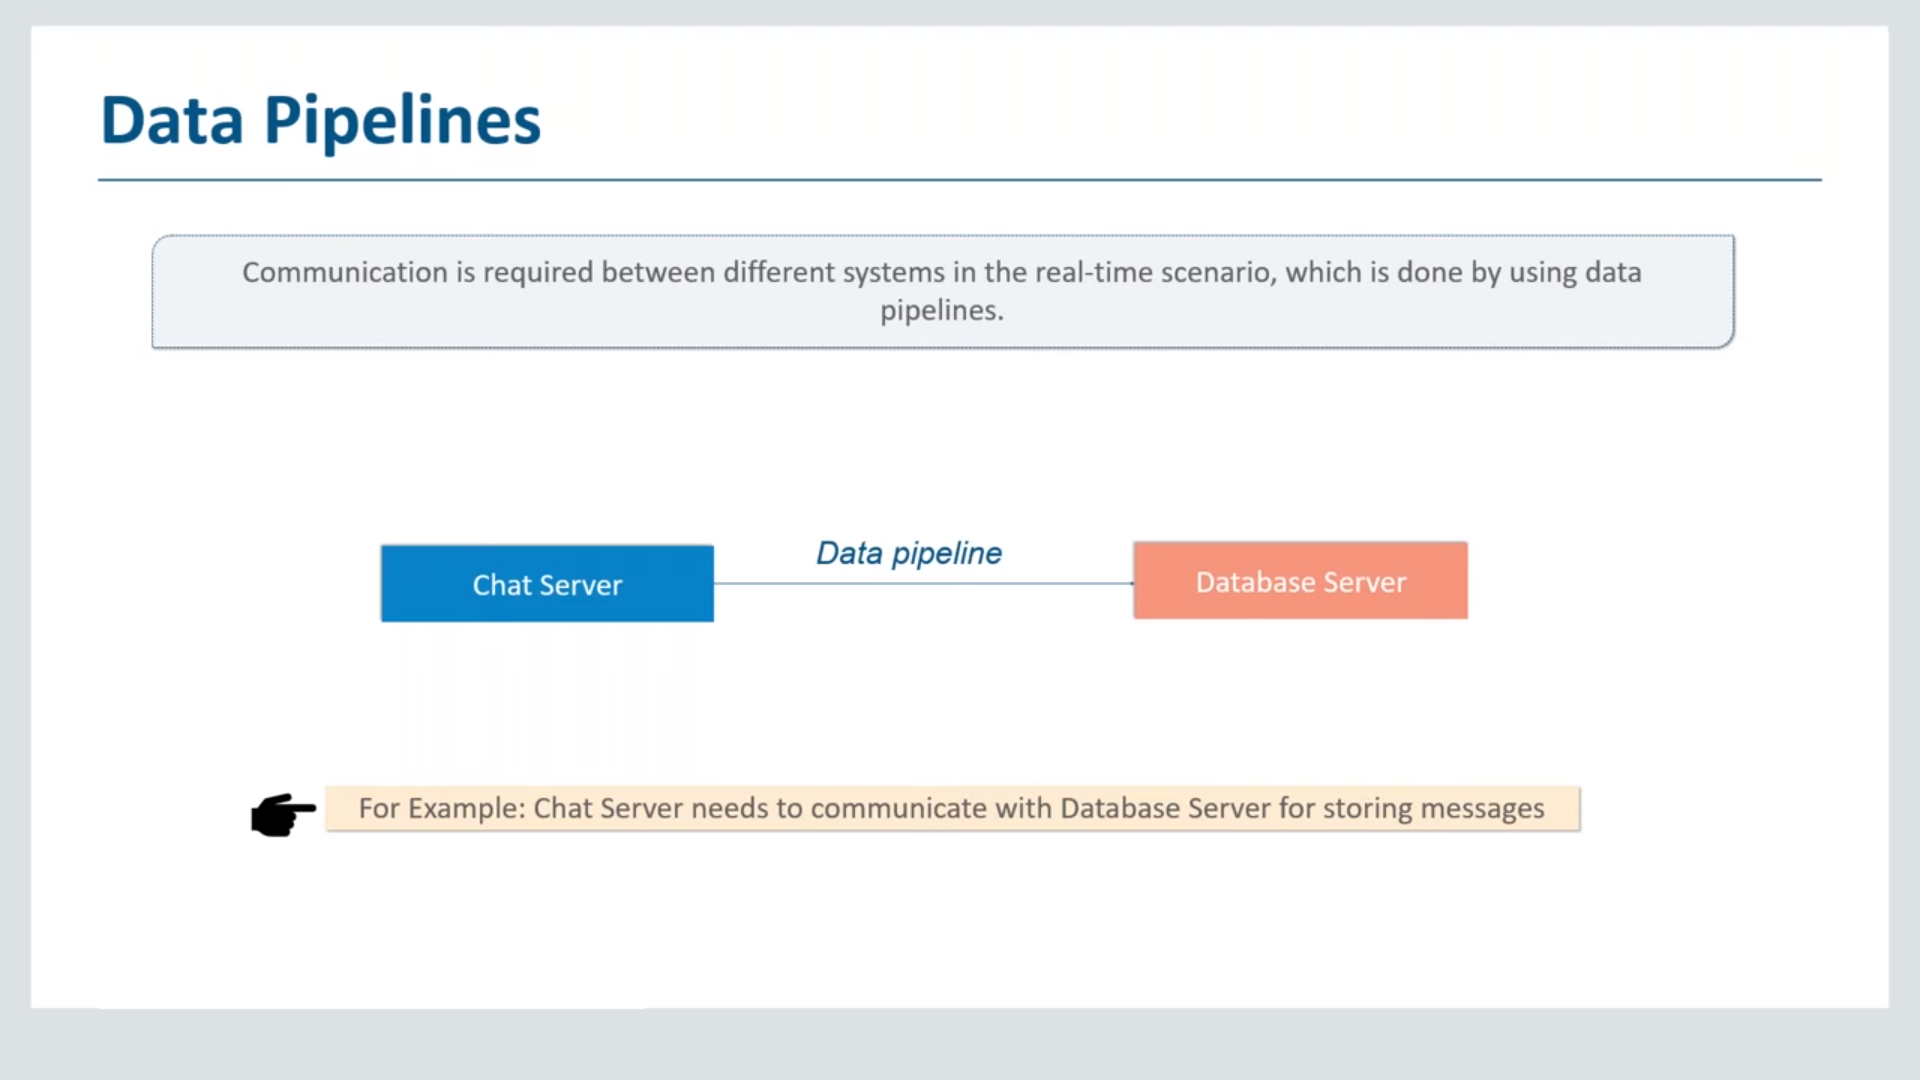 Data Pipelines
Communication is required between different systems in the real-time scenario, which is done by using data
pipelines.
Data pipeline
Chat Server
Database Server
For Example: Chat Server needs to communicate with Database Server for storing messages